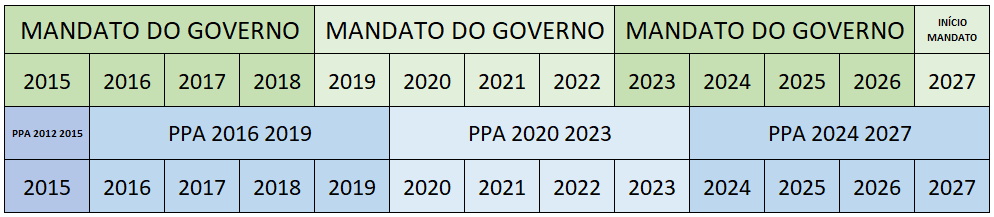 MANDATO DO GOVERNO MANDATO DO GOVERNO MANDATO DO GOVERNO INÍCIO MANDATO
2015 2016 2017 2018 2019 2020 2021 2022 2023 2024 2025 2026 2027
PPA 2012 2015 PPA 2016 2019 PPA 2020 2023 PPA 2024 2027
2015 2016 2017 2018 2019 2020 2021 2022 2023 2024 2025 2026 2027